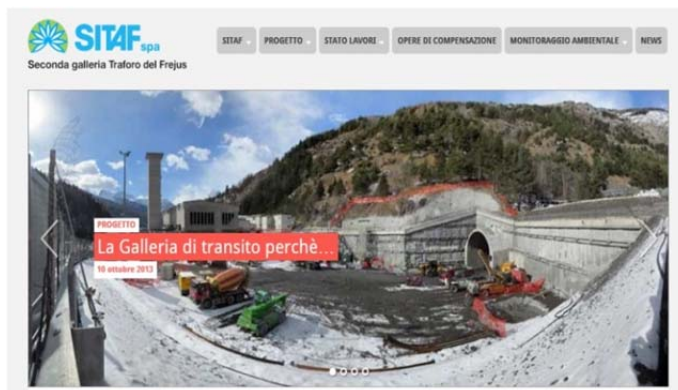 SITAF spa
Seconda galleria Traforo del Frejus
SITAF
PROGETTO
STATO LAVORI
OPERE DI COMPENSAZIONE
MONITORAGGIO AMBIENTALE
NEWS
PROGETTO
La Galleria di transito perchè...
10 ottobre 2013